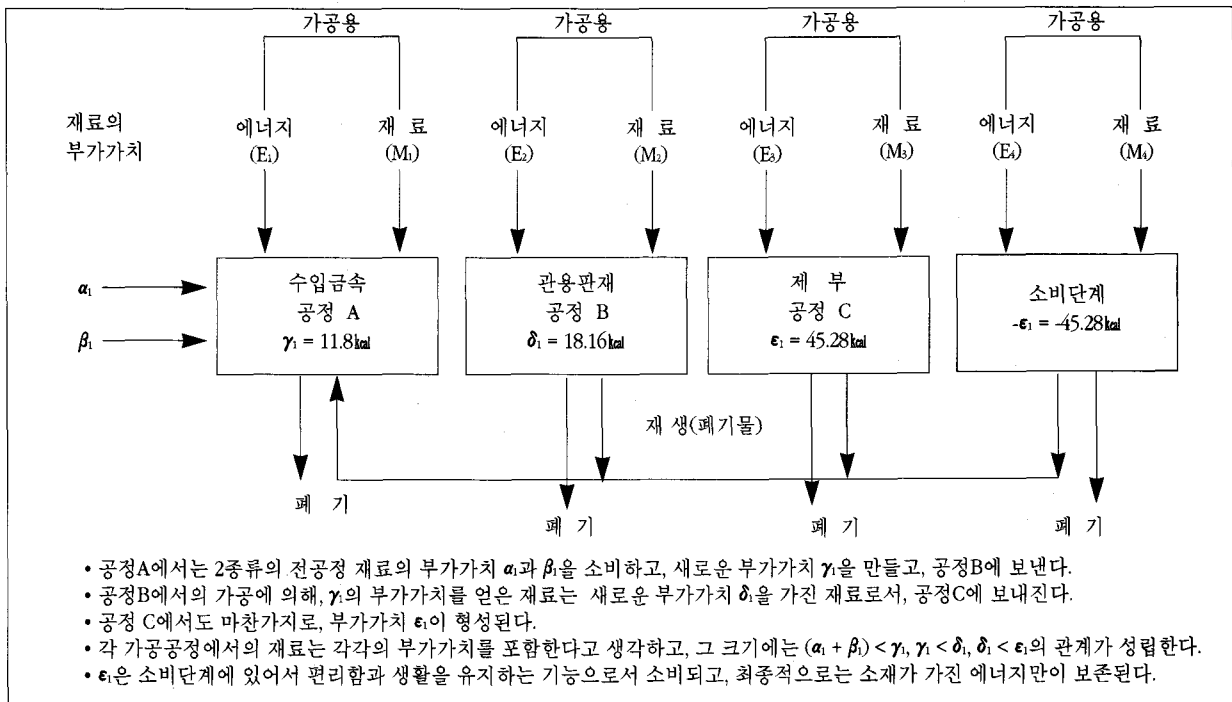 가공용 가공용 가공용 가공용
재료의
부가가치
에너지 재 료 에너지 재 료 에너지 재 료 에너지 재 료
(E₁) (M₁) (E₂) (M₂) (E₃) (M₃) (E₄) (M₄)
α₁
β₁
수입금속
공정 A
γ₁ = 11.8㎉
관용판재
공정 B
δ₁ = 18.16㎉
제 부
공정 C
ε₁ = 45.28㎉
소비단계
-ε₁ = -45.28㎉
재 생(폐기물)
폐 기
폐 기 폐 기 폐 기
• 공정A에서는 2종류의 전공정 재료의 부가가치 α₁과 β₁을 소비하고, 새로운 부가가치 γ₁을 만들고, 공정B에 보낸다.
• 공정B에서의 가공에 의해, γ₁의 부가가치를 얻은 재료는 새로운 부가가치 δ₁을 가진 재료로서, 공정C에 보내진다.
• 공정 C에서도 마찬가지로, 부가가치 ε₁이 형성된다.
• 각 가공공정에서의 재료는 각각의 부가가치를 포함한다고 생각하고, 그 크기에는 (α₁ + β₁) < γ₁, γ₁ < δ₁, δ₁ < ε₁의 관계가 성립한다.
• ε₁은 소비단계에 있어서 편리함과 생활을 유지하는 기능으로서 소비되고, 최종적으로는 소재가 가진 에너지만이 보존된다.